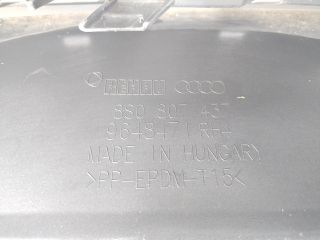 REHAU
8S0 807 437
9648471 RH4
MADE IN HUNGARY
>PP-EPDM-T15<